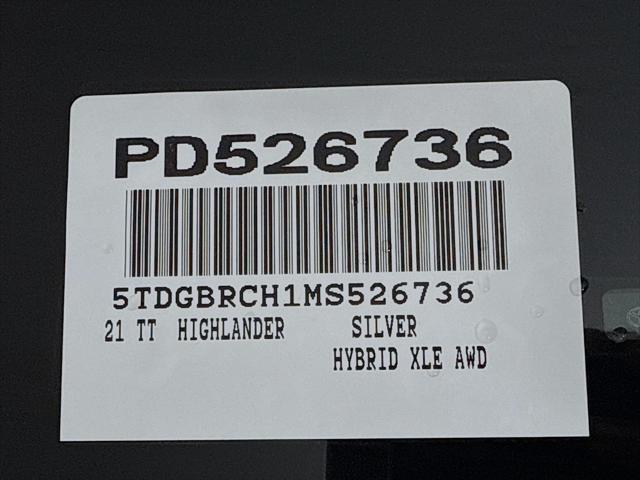 PD526736
5TDGBRCH1MS526736
21 TT HIGHLANDER SILVER
HYBRID XLE AWD